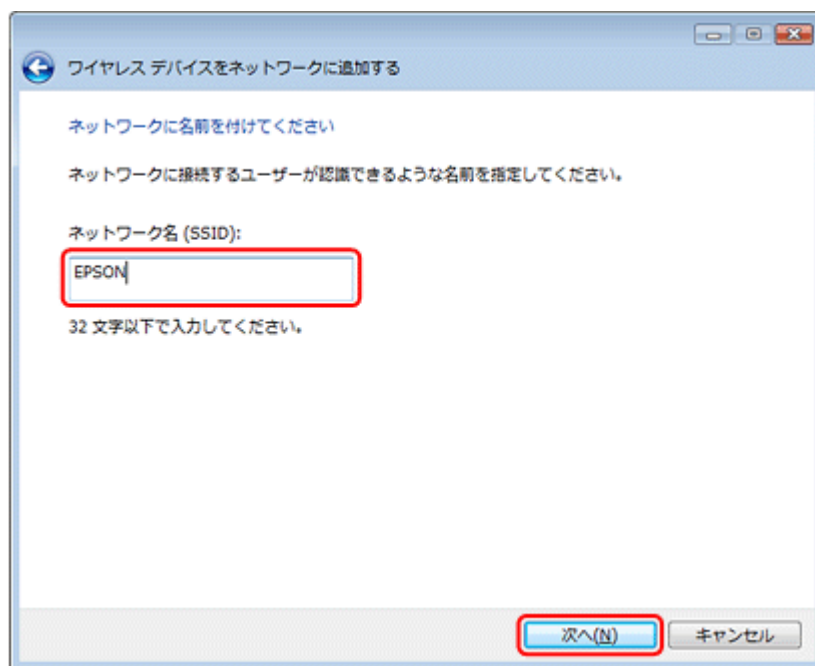 ワイヤレス デバイスをネットワークに追加する
ネットワークに名前を付けてください
ネットワークに接続するユーザーが認識できるような名前を指定してください。
ネットワーク名 (SSID):
EPSON
32 文字以下で入力してください。
次へ(N)
キャンセル